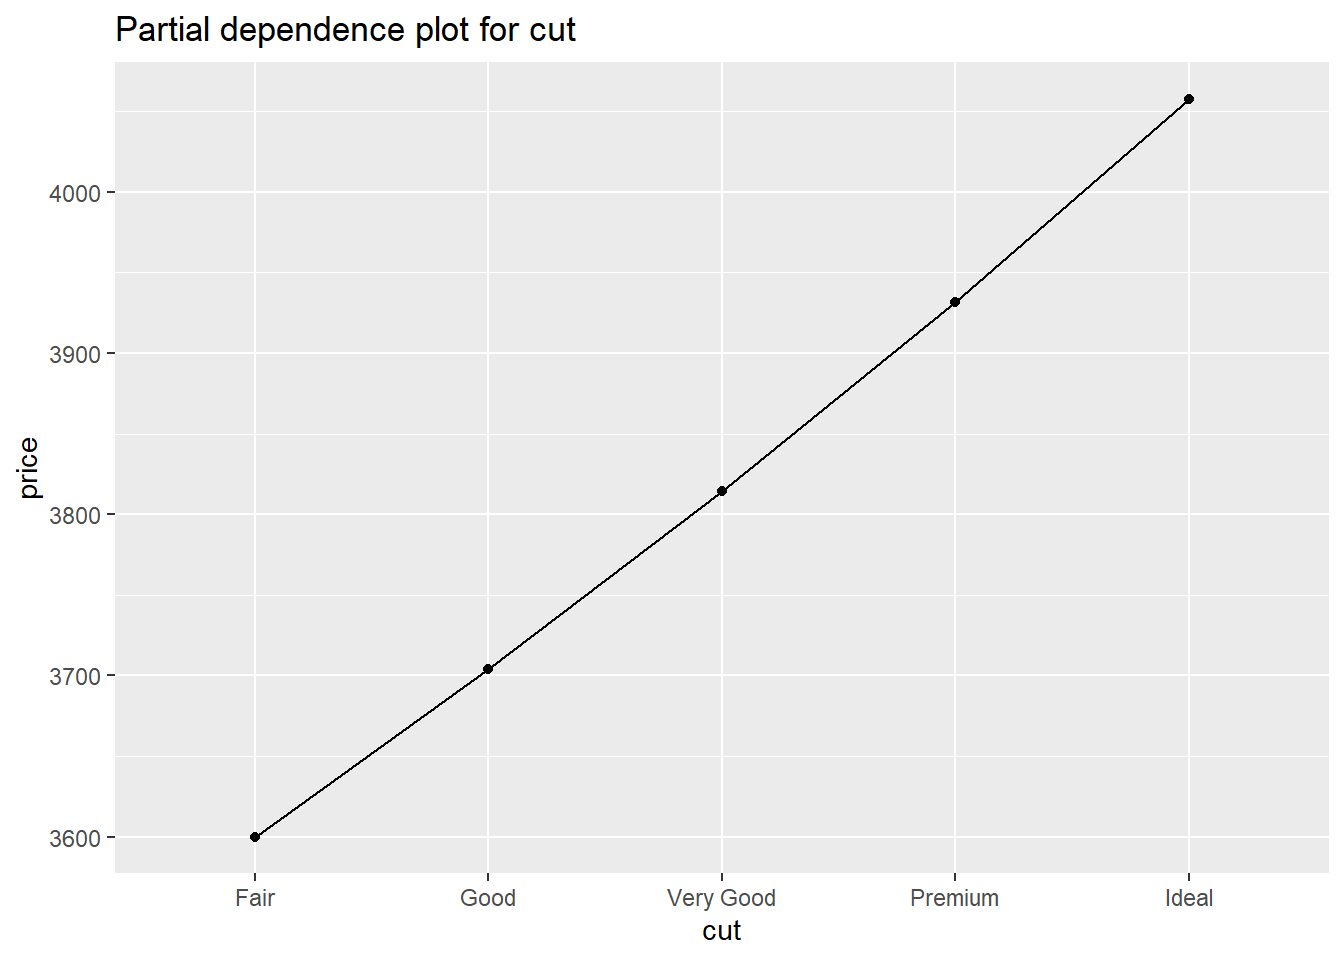 Partial dependence plot for cut
4000
3900
3800
3700
3600
price
Fair Good Very Good Premium Ideal
cut